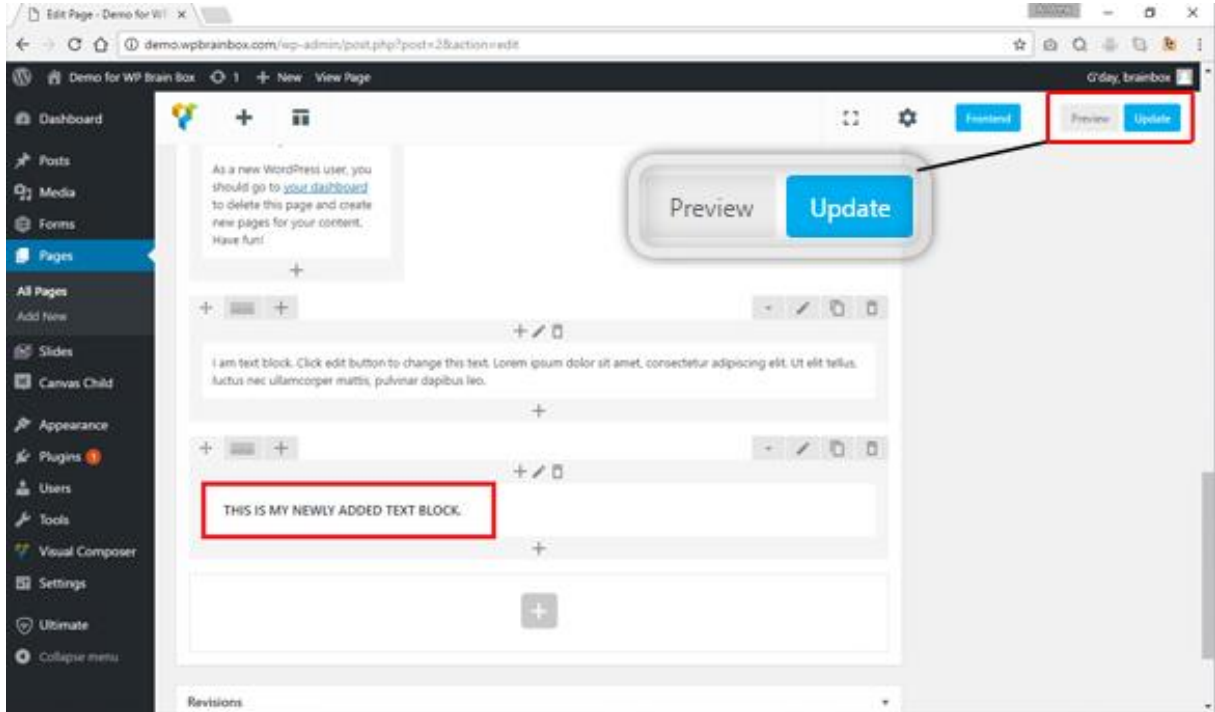 Edit Page - Demo for W
demo.wpbrainbox.com/wp-admin/post.php?post=2&action=edit
Demo for WP Brain Box 1 New View Page
G'day, brainbox
Dashboard
Posts
Media
Forms
Pages
All Pages
Add New
Slides
Canvas Child
Appearance
Plugins 1
Users
Tools
Visual Composer
Settings
Ultimate
Collapse menu
Frontend
Preview Update
Preview Update
As a new WordPress user, you
should go to your dashboard
to delete this page and create
new pages for your content.
Have fun!
I am text block. Click edit button to change this text. Lorem ipsum dolor sit amet, consectetur adipiscing elit. Ut elit tellus,
luctus nec ullamcorper mattis, pulvinar dapibus leo.
THIS IS MY NEWLY ADDED TEXT BLOCK.
Revisions